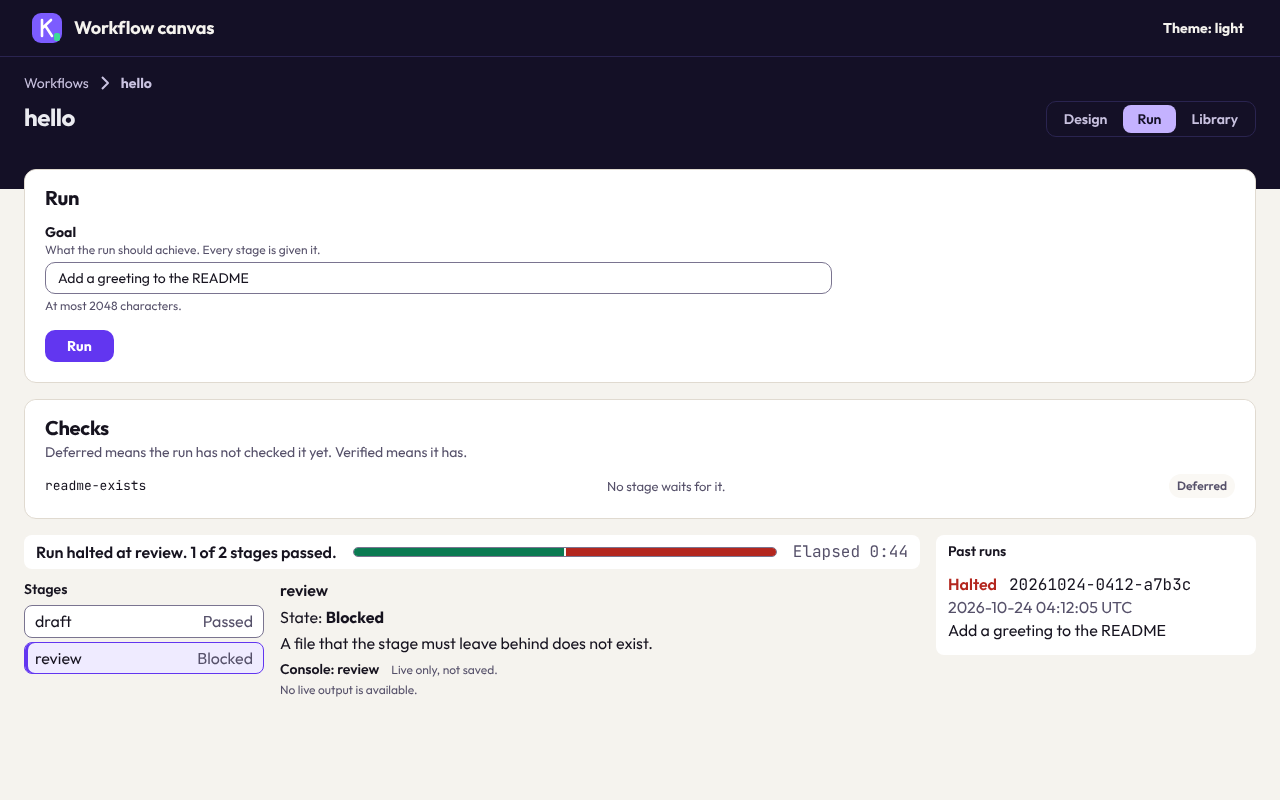 K Workflow canvas
Theme: light
Workflows hello
hello
Design Run Library
Run
Goal
What the run should achieve. Every stage is given it.
Add a greeting to the README
At most 2048 characters.
Run
Checks
Deferred means the run has not checked it yet. Verified means it has.
readme-exists No stage waits for it. Deferred
Run halted at review. 1 of 2 stages passed. Elapsed 0:44
Stages
draft Passed
review Blocked
review
State: Blocked
A file that the stage must leave behind does not exist.
Console: review Live only, not saved.
No live output is available.
Past runs
Halted 20261024-0412-a7b3c
2026-10-24 04:12:05 UTC
Add a greeting to the README